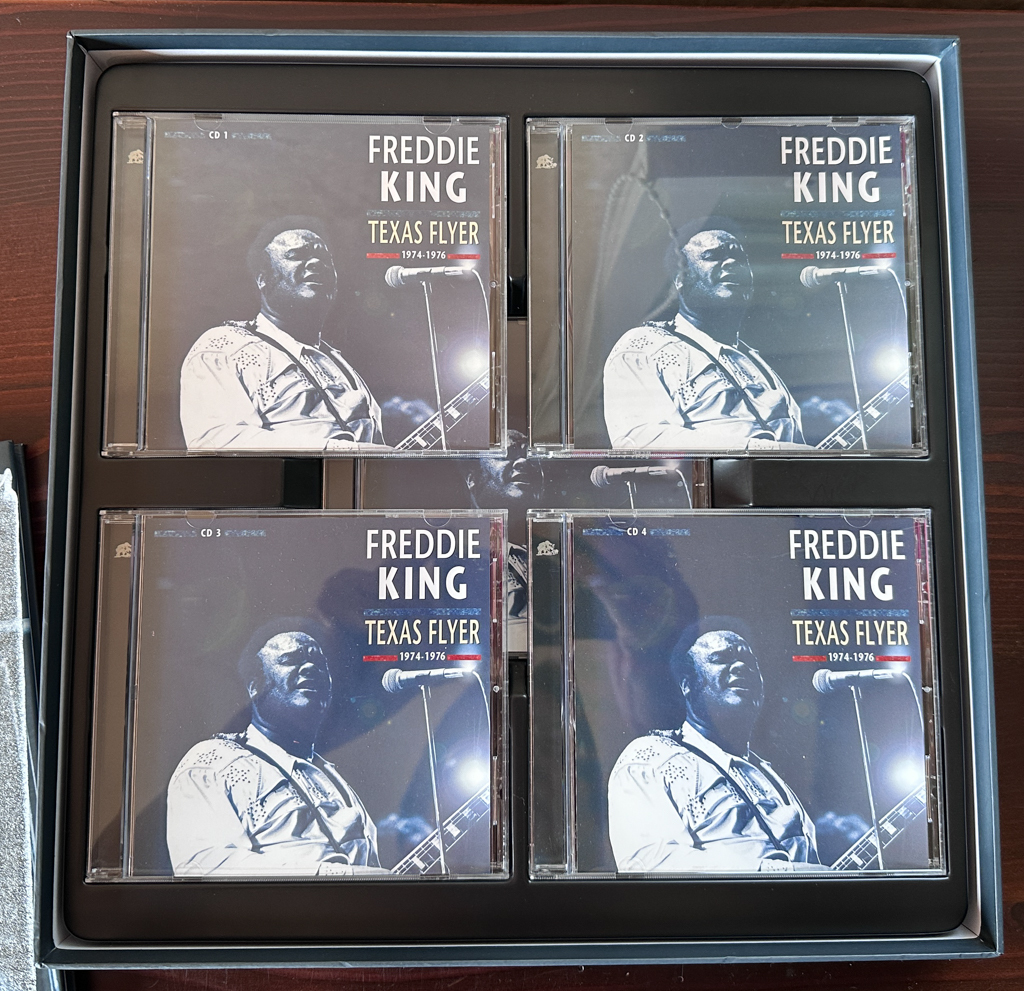 CD 1
FREDDIE
KING
TEXAS FLYER
1974-1976
CD 2
FREDDIE
KING
TEXAS FLYER
1974-1976
CD 3
FREDDIE
KING
TEXAS FLYER
1974-1976
CD 4
FREDDIE
KING
TEXAS FLYER
1974-1976